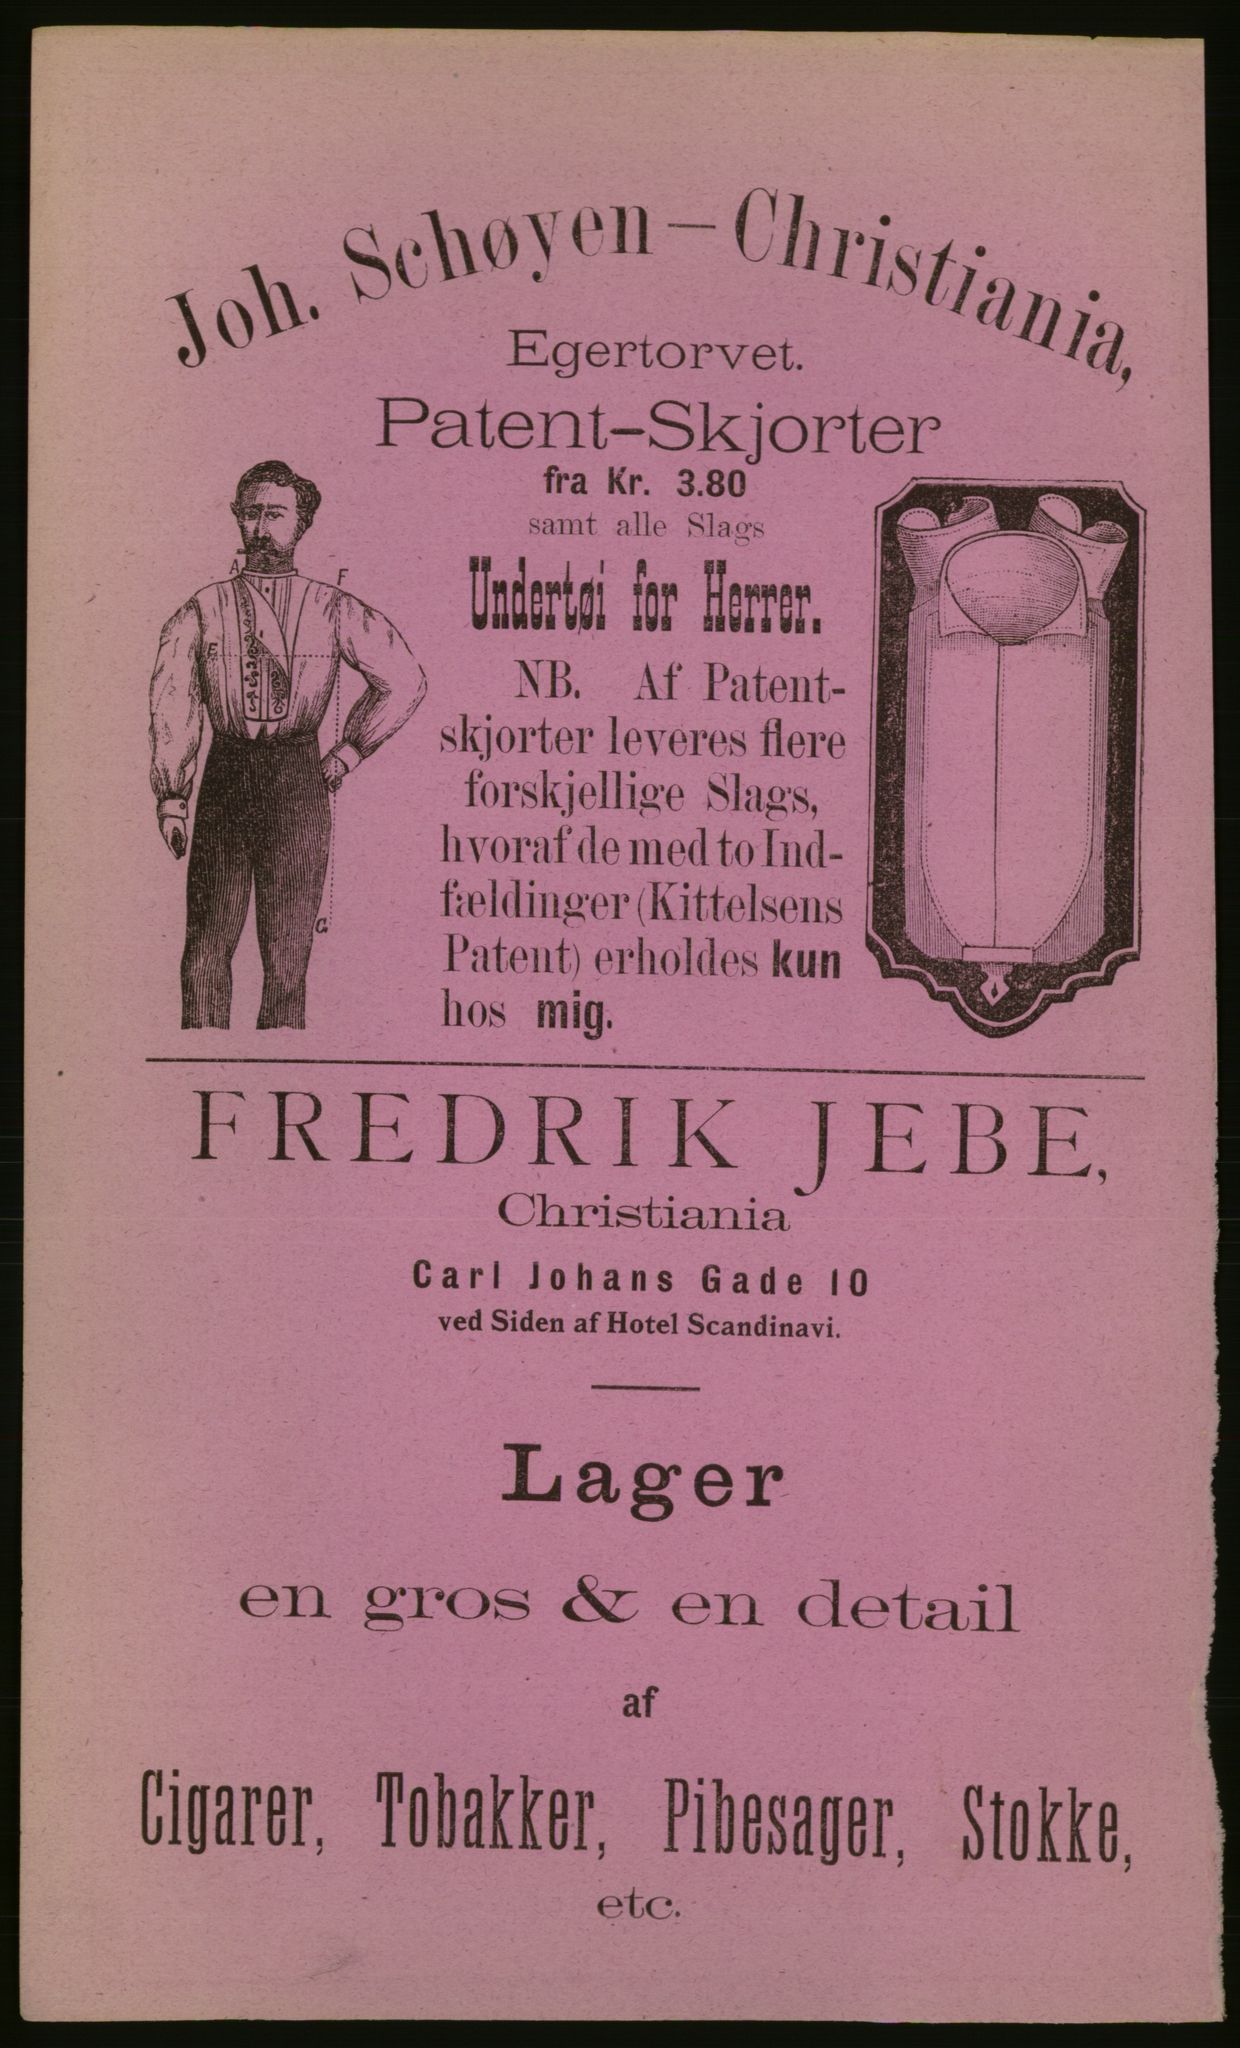 Joh. Schøyen — Christiania,
Egertorvet.
Patent-Skjorter
fra Kr. 3.80
samt alle Slags
Undertøi for Herrer.
NB. Af Patent-
skjorter leveres flere
forskjellige Slags,
hvoraf de med to Ind-
fældinger (Kittelsens
Patent) erholdes kun
hos mig.
A
F
E
C.
FREDRIK JEBE,
Christiania
Carl Johans Gade 10
ved Siden af Hotel Scandinavi.
Lager
en gros & en detail
af
Cigarer, Tobakker, Pibesager, Stokke,
etc.